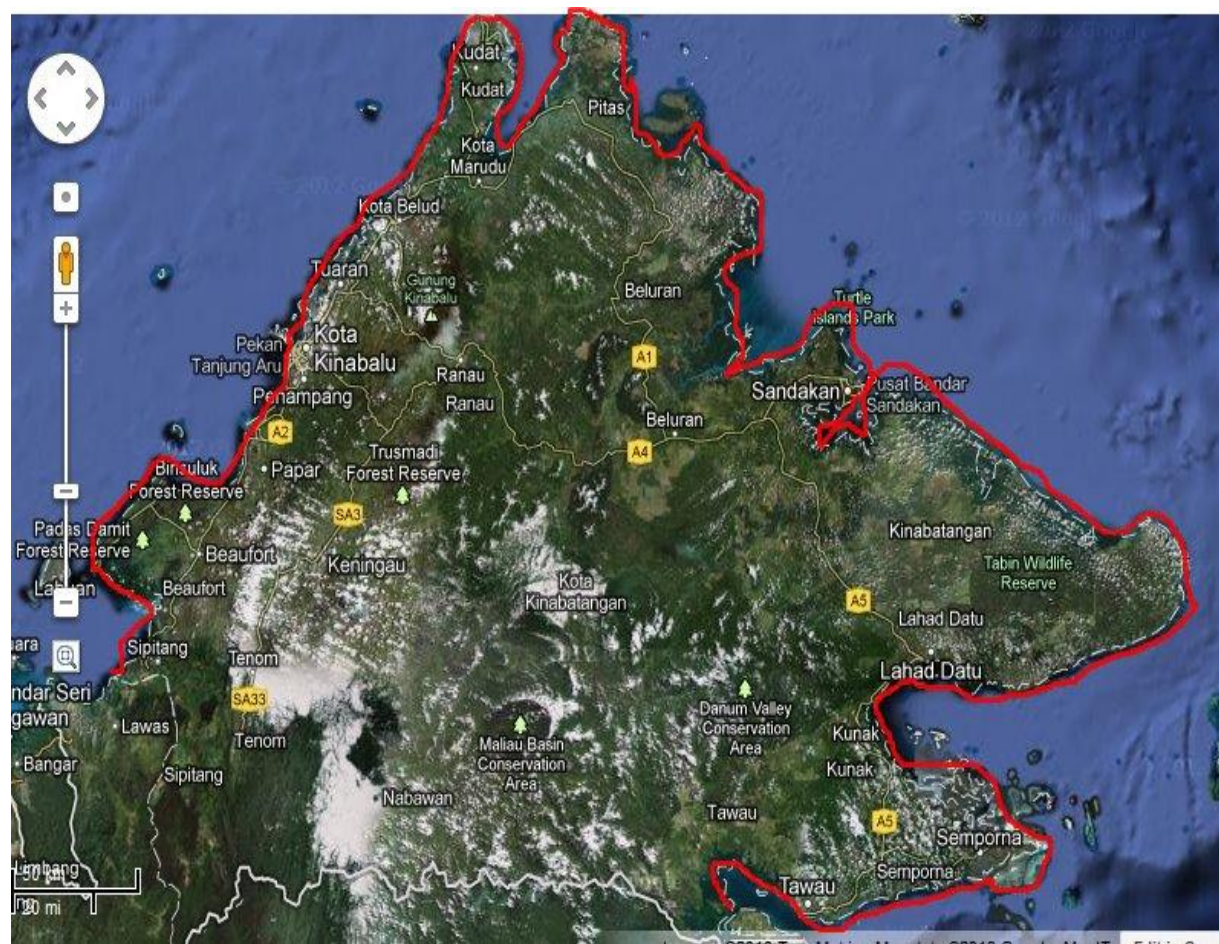 Kudat
Kudat
Pitas
Kota
Marudu
Kota Belud
Tuaran
Gunung
Kinabalu
Beluran
Turtle
Islands Park
Kota
Kinabalu
Pekan
Tanjung Aru
A1
Ranau
Ranau
Sandakan
Pusat Bandar
Sandakan
Penampang
Beluran
A2
A4
Papar
Trusmadi
Forest Reserve
Binsuluk
Forest Reserve
SA3
Padas Damit
Forest Reserve
Beaufort
Keningau
Kinabatangan
Tabin Wildlife
Reserve
Labuan
Beaufort
Kota
Kinabatangan
A5
Lahad Datu
Sipitang
Tenom
Lahad Datu
ndar Seri
gawan
SA33
Lawas
Tenom
Danum Valley
Conservation
Area
Kunak
Maliau Basin
Conservation
Area
Bangar
Sipitang
Kunak
Nabawan
Tawau
A5
Semporna
Semporna
Limbang
50 km
20 mi
Tawau